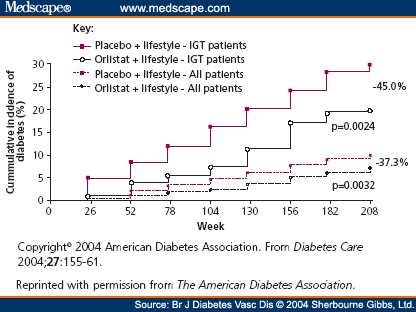 Medscape® www.medscape.com
Key:
Placebo + lifestyle - IGT patients
Orlistat + lifestyle - IGT patients
Placebo + lifestyle - All patients
Orlistat + lifestyle - All patients
Cummulative incidence of
diabetes (%)
30
25
20
15
10
5
0
-45.0%
p=0.0024
-37.3%
p=0.0032
0 26 52 78 104 130 156 182 208
Week
Copyright© 2004 American Diabetes Association. From Diabetes Care
2004;27:155-61.
Reprinted with permission from The American Diabetes Association.
Source: Br J Diabetes Vasc Dis © 2004 Sherbourne Gibbs, Ltd.